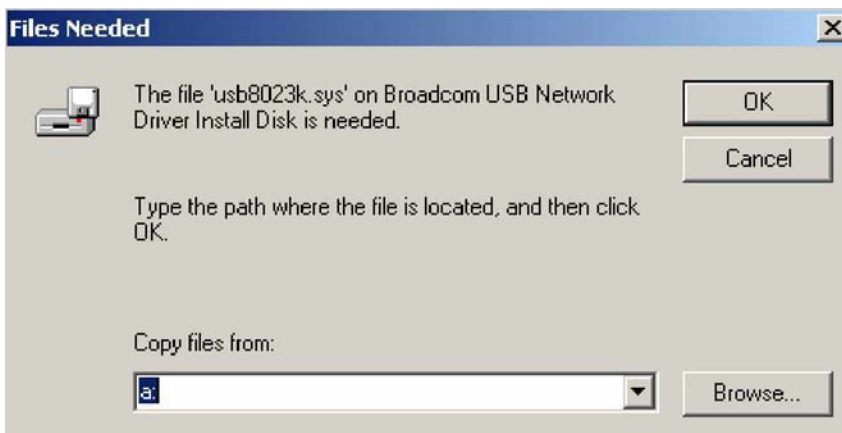 Files Needed
The file 'usb8023k.sys' on Broadcom USB Network
Driver Install Disk is needed.
OK
Cancel
Type the path where the file is located, and then click
OK.
Copy files from:
a:
Browse...